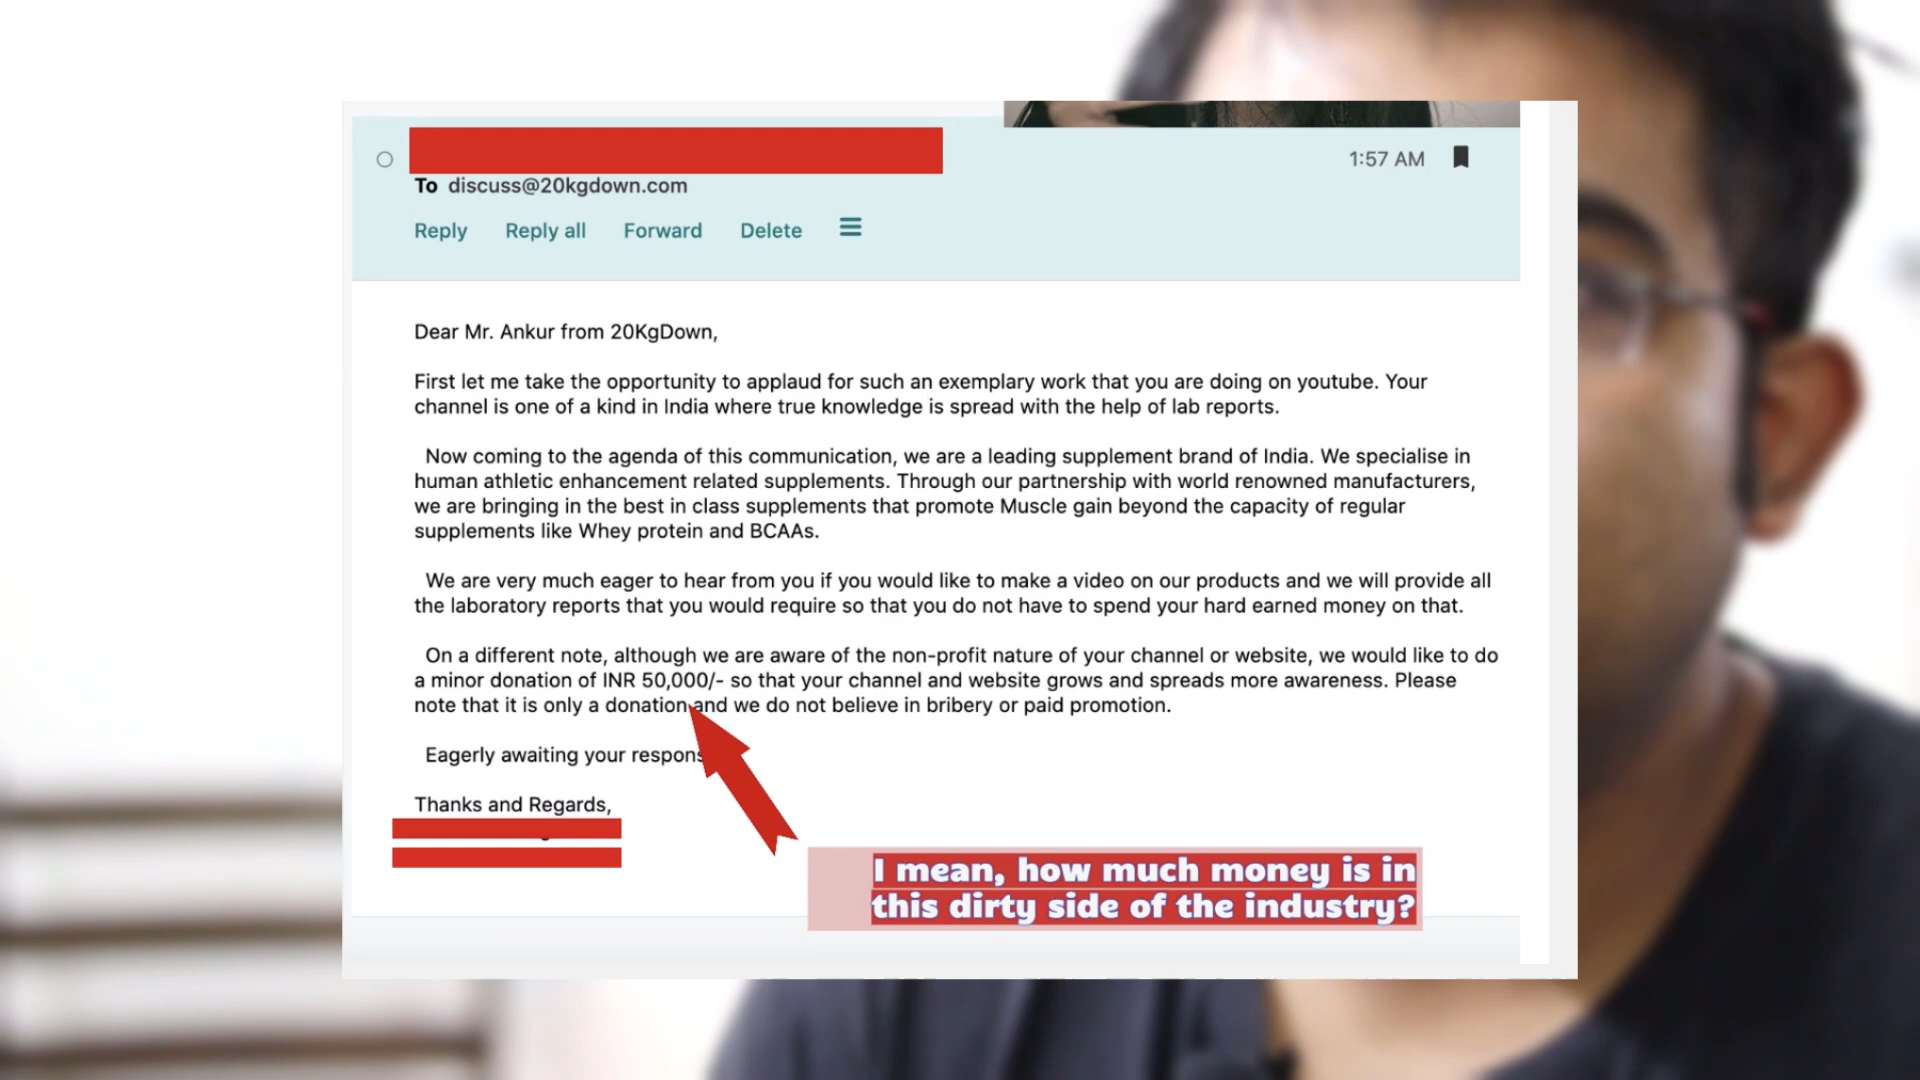 1:57 AM
To discuss@20kgdown.com
Reply Reply all Forward Delete
Dear Mr. Ankur from 20KgDown,
First let me take the opportunity to applaud for such an exemplary work that you are doing on youtube. Your
channel is one of a kind in India where true knowledge is spread with the help of lab reports.
Now coming to the agenda of this communication, we are a leading supplement brand of India. We specialise in
human athletic enhancement related supplements. Through our partnership with world renowned manufacturers,
we are bringing in the best in class supplements that promote Muscle gain beyond the capacity of regular
supplements like Whey protein and BCAAs.
We are very much eager to hear from you if you would like to make a video on our products and we will provide all
the laboratory reports that you would require so that you do not have to spend your hard earned money on that.
On a different note, although we are aware of the non-profit nature of your channel or website, we would like to do
a minor donation of INR 50,000/- so that your channel and website grows and spreads more awareness. Please
note that it is only a donation and we do not believe in bribery or paid promotion.
Eagerly awaiting your respons
Thanks and Regards,
I mean, how much money is in
this dirty side of the industry?